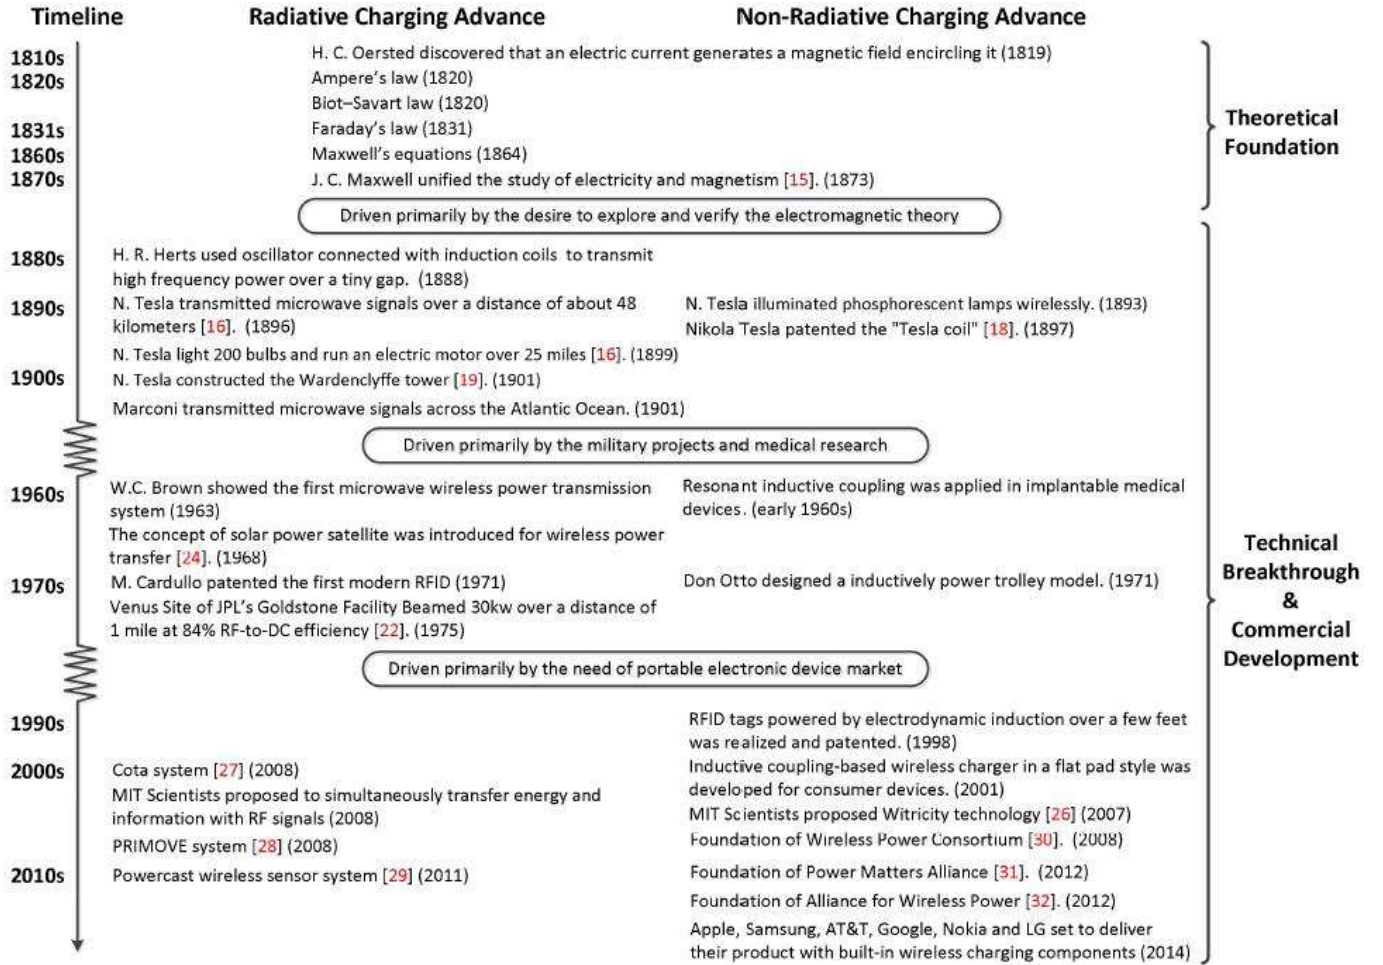 Timeline
Radiative Charging Advance
Non-Radiative Charging Advance
1810s
H. C. Oersted discovered that an electric current generates a magnetic field encircling it (1819)
1820s
Ampere's law (1820)
Biot–Savart law (1820)
1831s
Faraday's law (1831)
1860s
Maxwell's equations (1864)
1870s
J. C. Maxwell unified the study of electricity and magnetism [15]. (1873)
Theoretical
Foundation
Driven primarily by the desire to explore and verify the electromagnetic theory
1880s
H. R. Herts used oscillator connected with induction coils to transmit
high frequency power over a tiny gap. (1888)
1890s
N. Tesla transmitted microwave signals over a distance of about 48
kilometers [16]. (1896)
N. Tesla illuminated phosphorescent lamps wirelessly. (1893)
Nikola Tesla patented the "Tesla coil" [18]. (1897)
N. Tesla light 200 bulbs and run an electric motor over 25 miles [16]. (1899)
1900s
N. Tesla constructed the Wardenclyffe tower [19]. (1901)
Marconi transmitted microwave signals across the Atlantic Ocean. (1901)
Driven primarily by the military projects and medical research
1960s
W.C. Brown showed the first microwave wireless power transmission
system (1963)
Resonant inductive coupling was applied in implantable medical
devices. (early 1960s)
The concept of solar power satellite was introduced for wireless power
transfer [24]. (1968)
1970s
M. Cardullo patented the first modern RFID (1971)
Don Otto designed a inductively power trolley model. (1971)
Venus Site of JPL's Goldstone Facility Beamed 30kw over a distance of
1 mile at 84% RF-to-DC efficiency [22]. (1975)
Technical
Breakthrough
&
Commercial
Development
Driven primarily by the need of portable electronic device market
1990s
RFID tags powered by electrodynamic induction over a few feet
was realized and patented. (1998)
2000s
Cota system [27] (2008)
MIT Scientists proposed to simultaneously transfer energy and
information with RF signals (2008)
PRIMOVE system [28] (2008)
Inductive coupling-based wireless charger in a flat pad style was
developed for consumer devices. (2001)
MIT Scientists proposed Witricity technology [26] (2007)
Foundation of Wireless Power Consortium [30]. (2008)
2010s
Powercast wireless sensor system [29] (2011)
Foundation of Power Matters Alliance [31]. (2012)
Foundation of Alliance for Wireless Power [32]. (2012)
Apple, Samsung, AT&T, Google, Nokia and LG set to deliver
their product with built-in wireless charging components (2014)